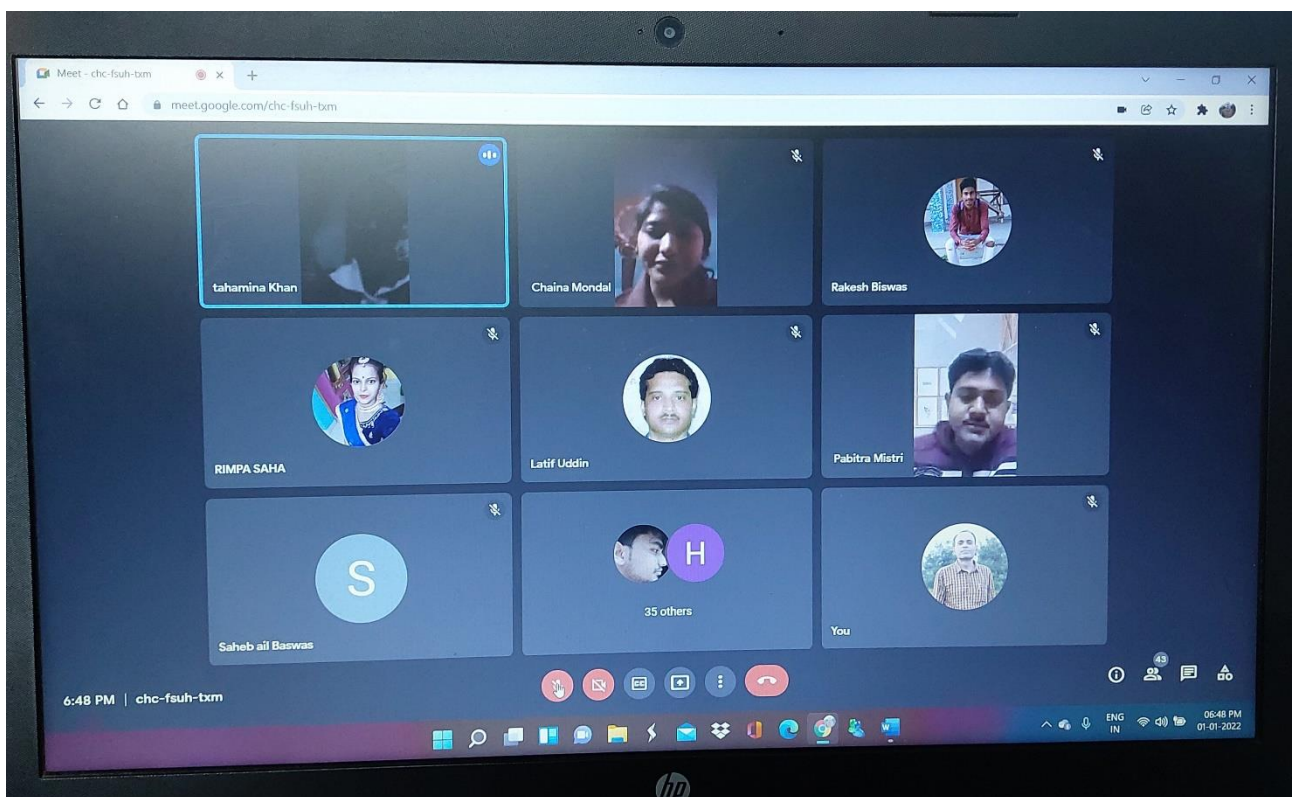 Meet - chc-fsuh-txm
meet.google.com/chc-fsuh-txm
tahamina Khan
Chaina Mondal
Rakesh Biswas
RIMPA SAHA
Latif Uddin
Pabitra Mistri
S
Saheb ail Baswas
H
35 others
You
43
6:48 PM | chc-fsuh-txm
CC
ENG
IN
06:48 PM
01-01-2022
hp